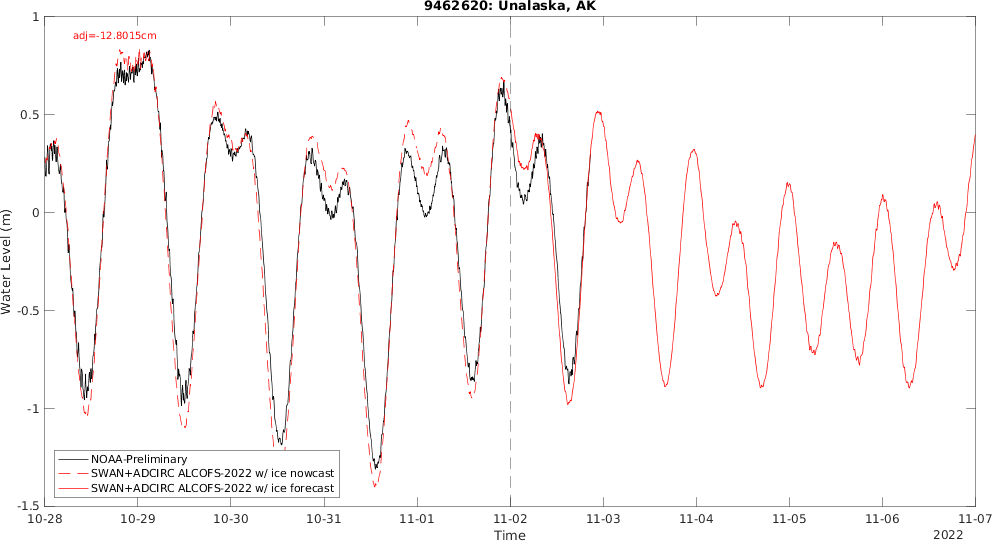 9462620: Unalaska, AK
adj=-12.8015cm
1
0.5
0
-0.5
-1
-1.5
Water Level (m)
NOAA-Preliminary
SWAN+ADCIRC ALCOFS-2022 w/ ice nowcast
SWAN+ADCIRC ALCOFS-2022 w/ ice forecast
10-28 10-29 10-30 10-31 11-01 11-02 11-03 11-04 11-05 11-06 11-07
Time
2022